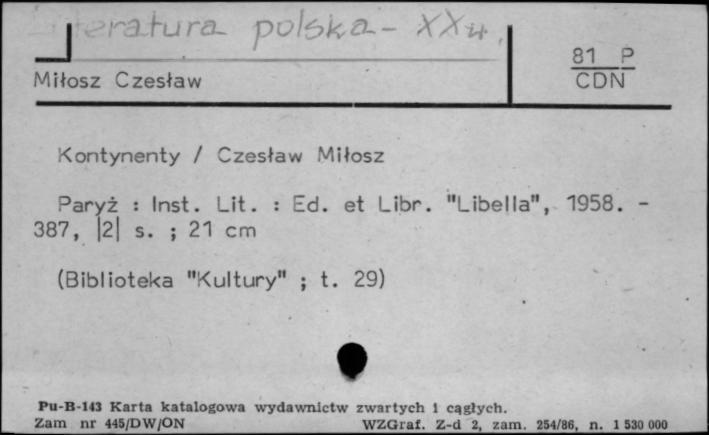 Literatura polska - XX w.
81 P
CDN
Miłosz Czesław
Kontynenty / Czesław Miłosz
Paryż : Inst. Lit. : Ed. et Libr. "Libella", 1958. -
387, |2| s. ; 21 cm
(Biblioteka "Kultury" ; t. 29)
Pu-B-143 Karta katalogowa wydawnictw zwartych i cągłych.
Zam nr 445/DW/ON WZGraf. Z-d 2, zam. 254/86, n. 1 530 000